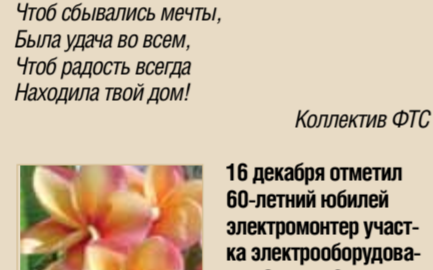 Чтоб сбывались мечты,
Была удача во всем,
Чтоб радость всегда
Находила твой дом!
Коллектив ФТС
16 декабря отметил
60-летний юбилей
электромонтер участ-
ка электрооборудова-